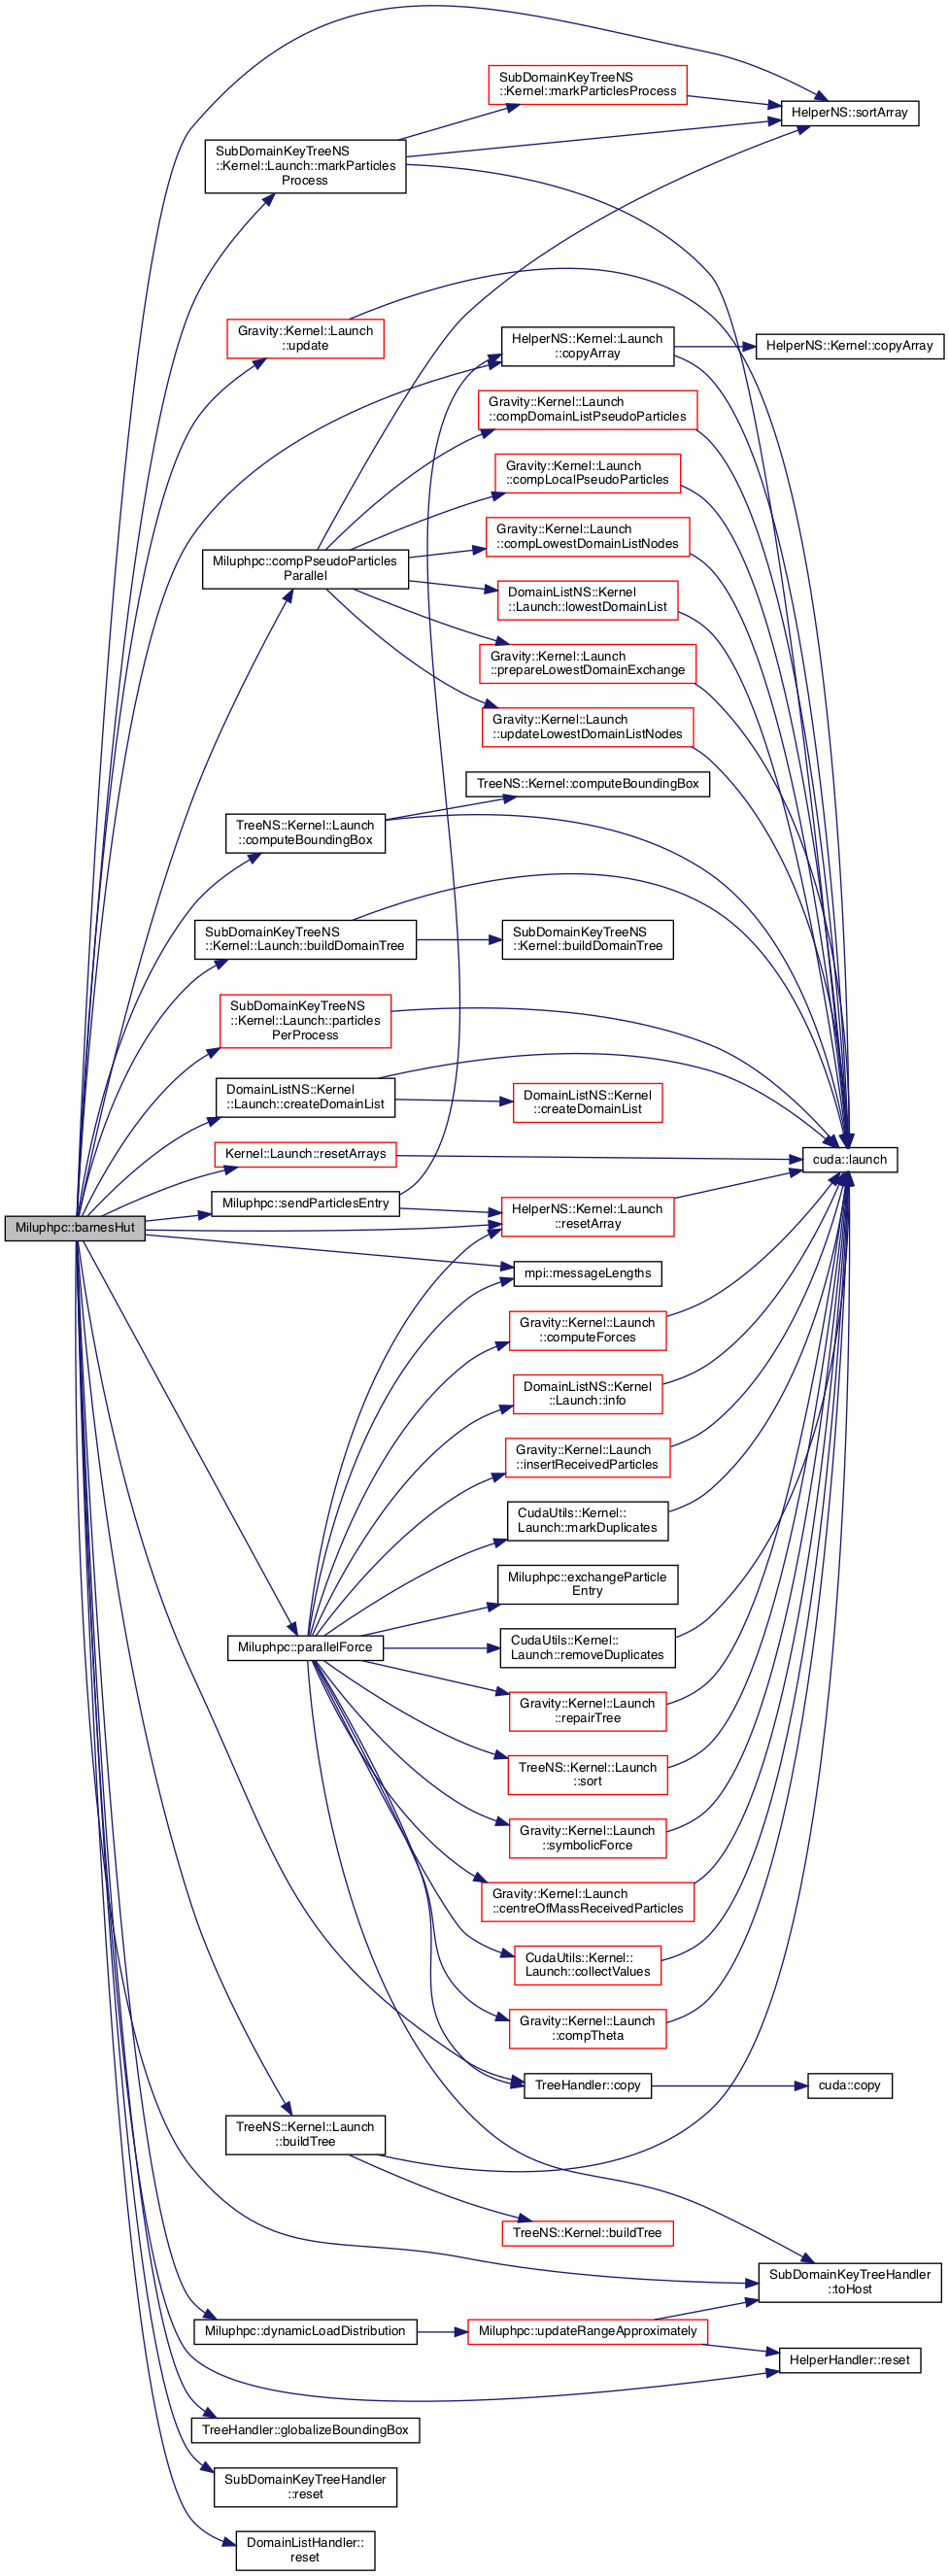 SubDomainKeyTreeNS
::Kernel::markParticlesProcess
HelperNS::sortArray
SubDomainKeyTreeNS
::Kernel::Launch::markParticles
Process
Gravity::Kernel::Launch
::update
HelperNS::Kernel::Launch
::copyArray
HelperNS::Kernel::copyArray
Gravity::Kernel::Launch
::compDomainListPseudoParticles
Gravity::Kernel::Launch
::compLocalPseudoParticles
Gravity::Kernel::Launch
::compLowestDomainListNodes
Miluphpc::compPseudoParticles
Parallel
DomainListNS::Kernel
::Launch::lowestDomainList
Gravity::Kernel::Launch
::prepareLowestDomainExchange
Gravity::Kernel::Launch
::updateLowestDomainListNodes
TreeNS::Kernel::computeBoundingBox
TreeNS::Kernel::Launch
::computeBoundingBox
SubDomainKeyTreeNS
::Kernel::Launch::buildDomainTree
SubDomainKeyTreeNS
::Kernel::buildDomainTree
SubDomainKeyTreeNS
::Kernel::Launch::particles
PerProcess
DomainListNS::Kernel
::Launch::createDomainList
DomainListNS::Kernel
::createDomainList
Kernel::Launch::resetArrays
cuda::launch
Miluphpc::sendParticlesEntry
HelperNS::Kernel::Launch
::resetArray
Miluphpc::barnesHut
mpi::messageLengths
Gravity::Kernel::Launch
::computeForces
DomainListNS::Kernel
::Launch::info
Gravity::Kernel::Launch
::insertReceivedParticles
CudaUtils::Kernel::
Launch::markDuplicates
Miluphpc::exchangeParticle
Entry
Miluphpc::parallelForce
CudaUtils::Kernel::
Launch::removeDuplicates
Gravity::Kernel::Launch
::repairTree
TreeNS::Kernel::Launch
::sort
Gravity::Kernel::Launch
::symbolicForce
Gravity::Kernel::Launch
::centreOfMassReceivedParticles
CudaUtils::Kernel::
Launch::collectValues
Gravity::Kernel::Launch
::compTheta
TreeHandler::copy
cuda::copy
TreeNS::Kernel::Launch
::buildTree
TreeNS::Kernel::buildTree
SubDomainKeyTreeHandler
::toHost
Miluphpc::dynamicLoadDistribution
Miluphpc::updateRangeApproximately
HelperHandler::reset
TreeHandler::globalizeBoundingBox
SubDomainKeyTreeHandler
::reset
DomainListHandler::
reset